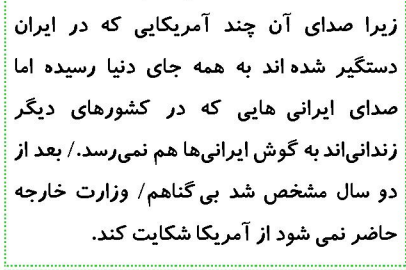 زیرا صدای آن چند آمریکایی که در ایران
دستگیر شده اند به همه جای دنیا رسیده اما
صدای ایرانی هایی که در کشورهای دیگر
زندانی‌اند به گوش ایرانی‌ها هم نمی‌رسد./ بعد از
دو سال مشخص شد بی گناهم/ وزارت خارجه
حاضر نمی شود از آمریکا شکایت کند.